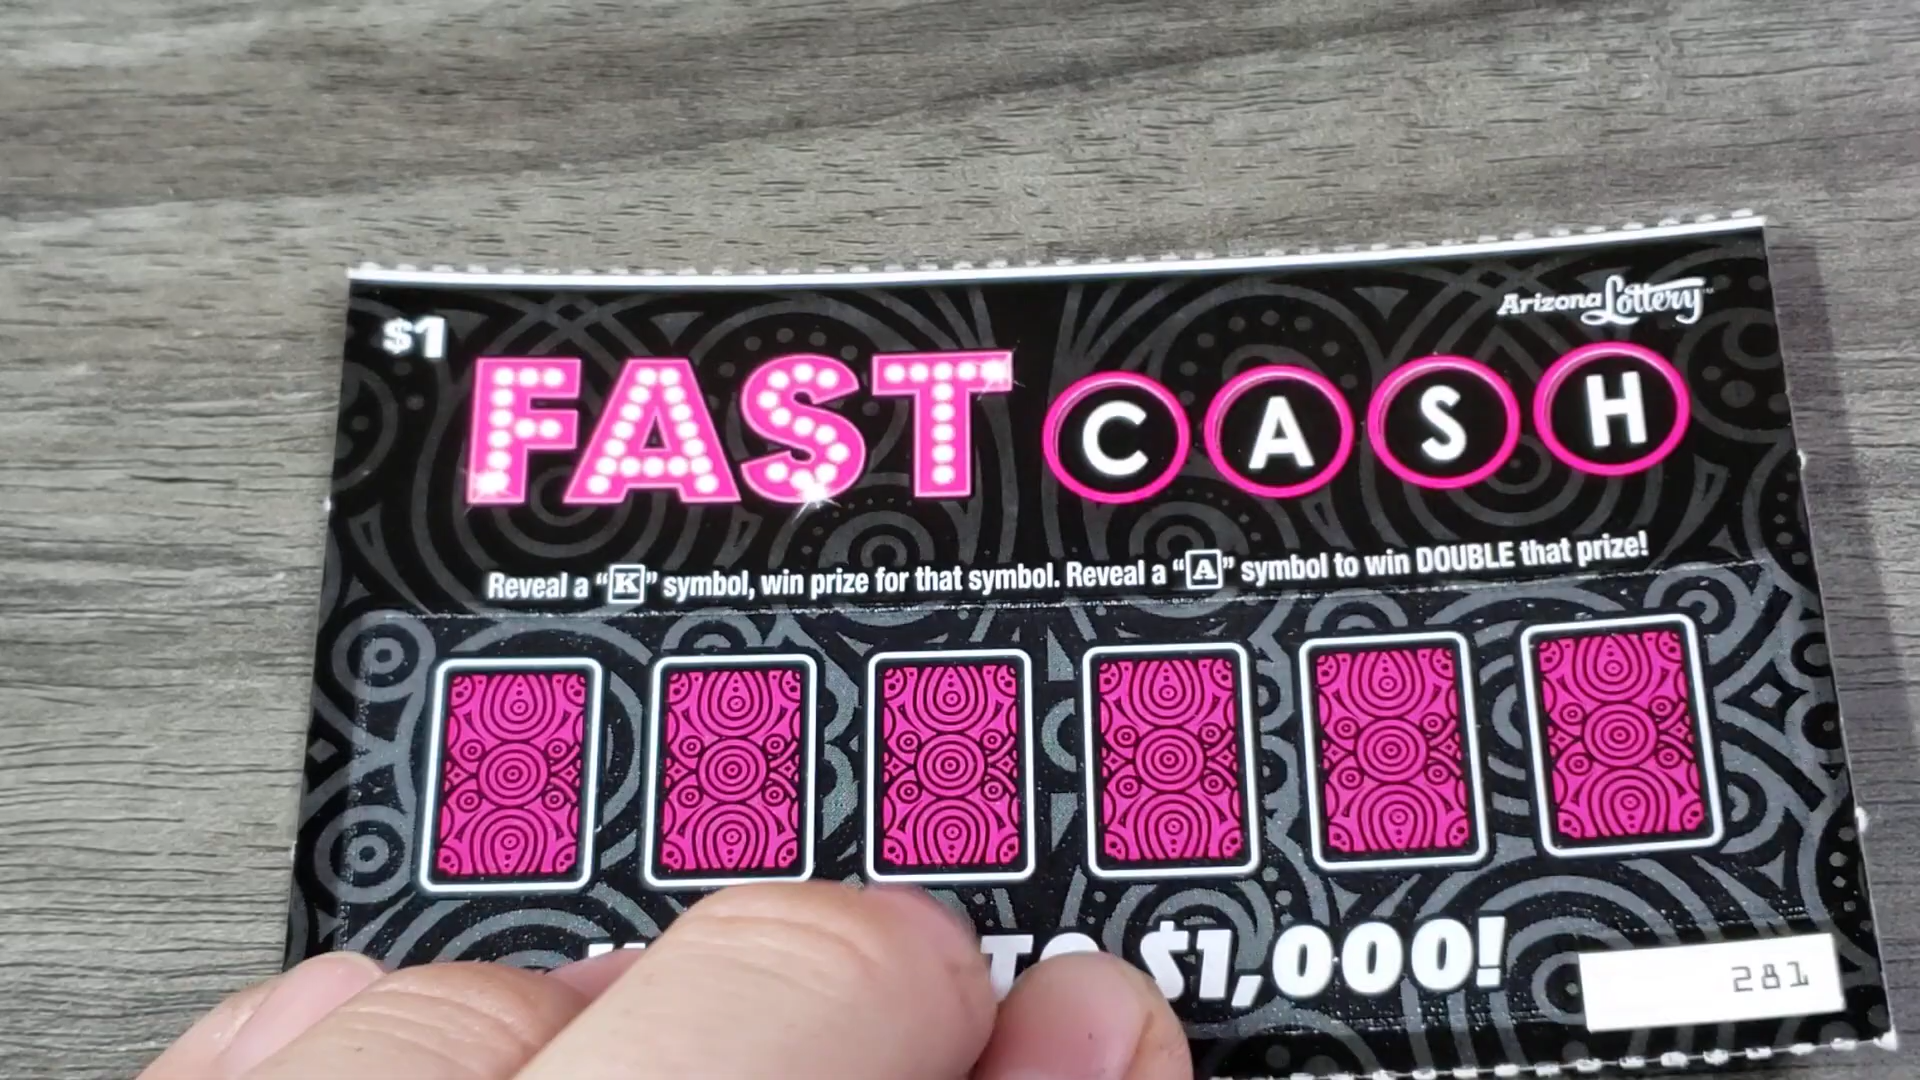 Arizona Lottery
$1
FAST CASH
Reveal a "K" symbol, win prize for that symbol. Reveal a "A" symbol to win DOUBLE that prize!
TO $1,000!
281